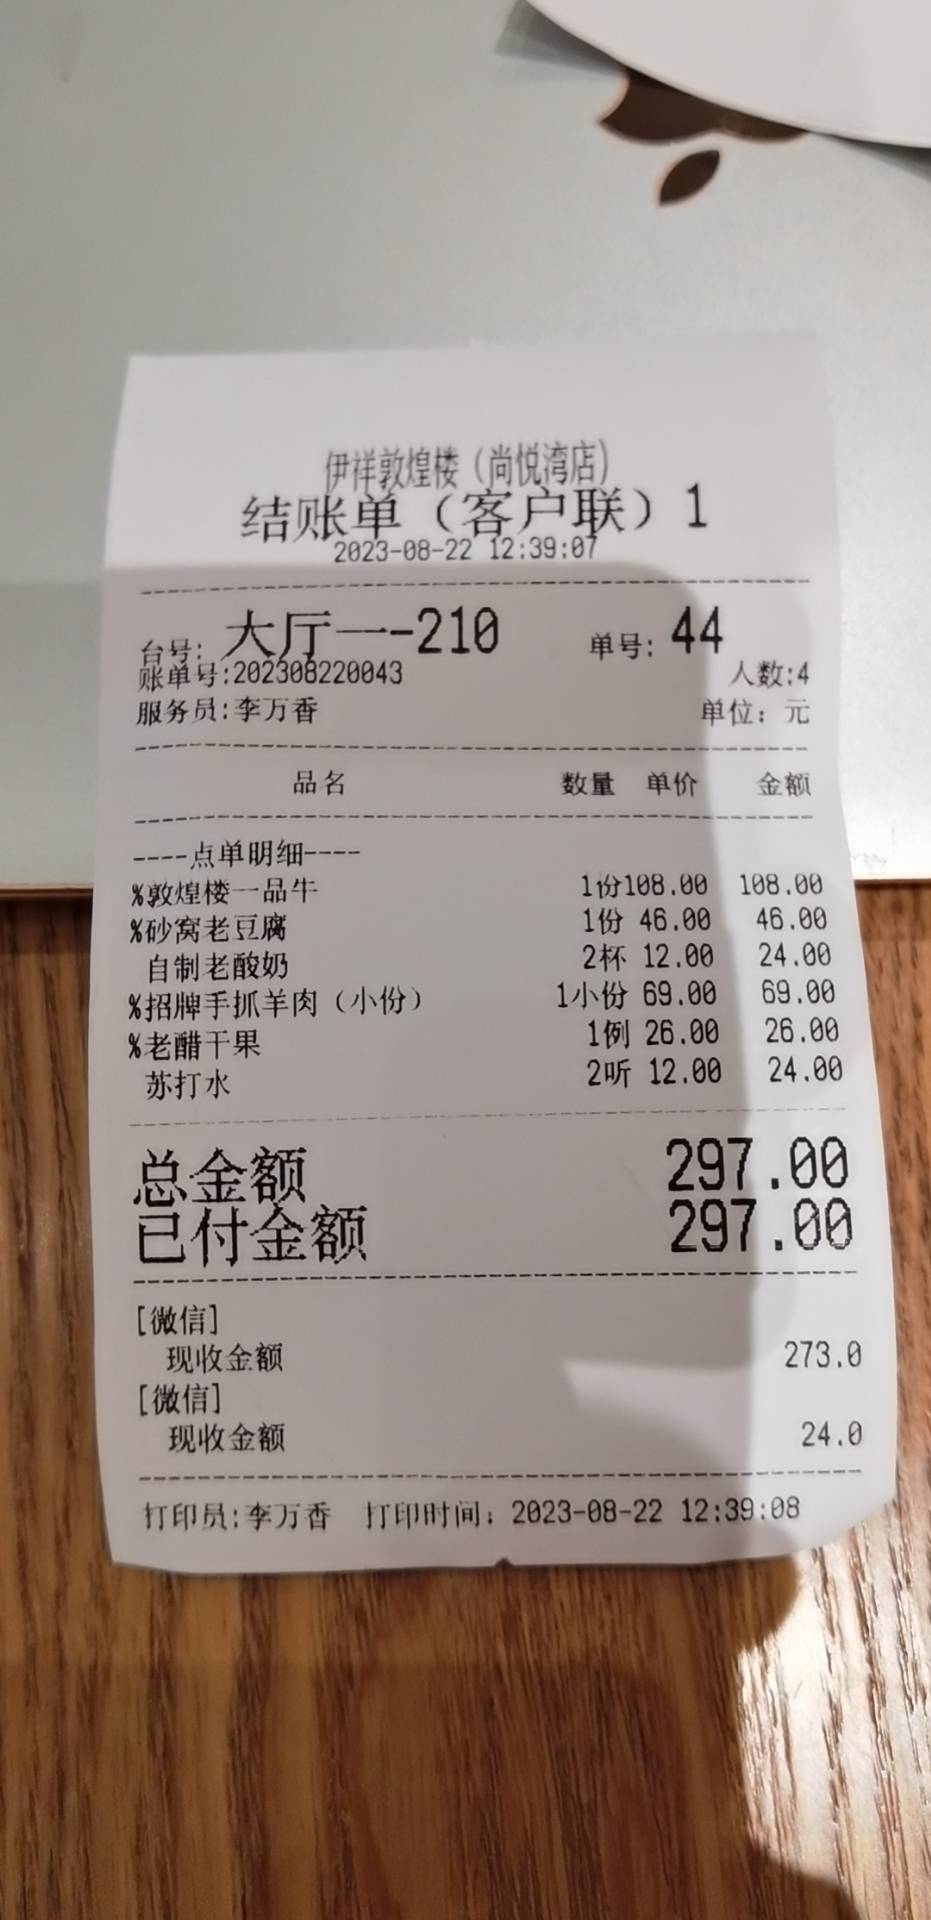 伊祥敦煌楼（尚悦湾店）
结账单（客户联）1
2023-08-22 12:39:07
台号: 大厅一-210 单号: 44
账单号:202308220043 人数:4
服务员:李万香 单位: 元
品名 数量 单价 金额
----点单明细----
%敦煌楼一品牛 1份108.00 108.00
%砂窝老豆腐 1份 46.00 46.00
自制老酸奶 2杯 12.00 24.00
%招牌手抓羊肉（小份） 1小份 69.00 69.00
%老醋干果 1例 26.00 26.00
苏打水 2听 12.00 24.00
总金额 297.00
已付金额 297.00
[微信]
现收金额 273.0
[微信]
现收金额 24.0
打印员:李万香 打印时间: 2023-08-22 12:39:08